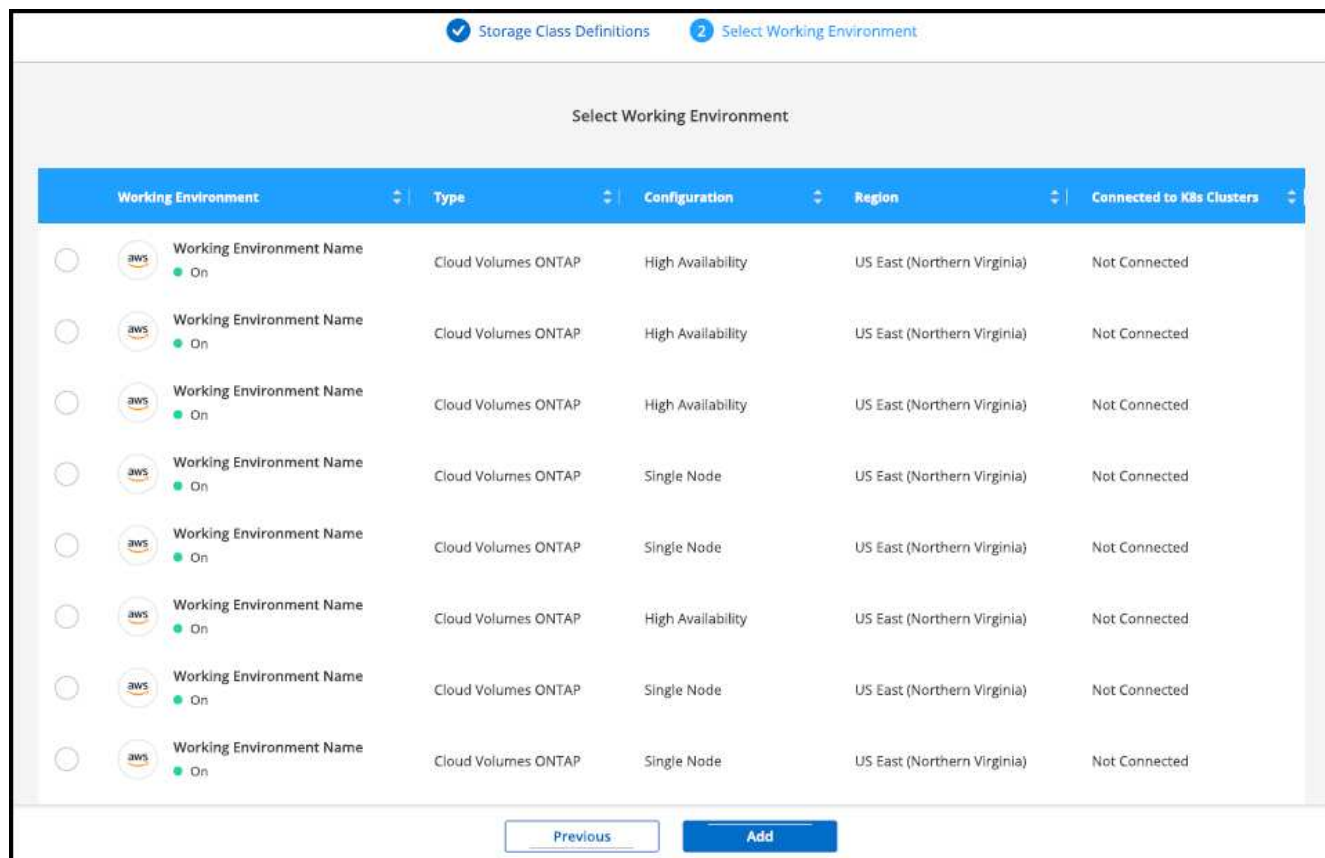 Storage Class Definitions 2 Select Working Environment
Select Working Environment
Working Environment Type Configuration Region Connected to K8s Clusters
aws Working Environment Name Cloud Volumes ONTAP High Availability US East (Northern Virginia) Not Connected
On
aws Working Environment Name Cloud Volumes ONTAP High Availability US East (Northern Virginia) Not Connected
On
aws Working Environment Name Cloud Volumes ONTAP High Availability US East (Northern Virginia) Not Connected
On
aws Working Environment Name Cloud Volumes ONTAP Single Node US East (Northern Virginia) Not Connected
On
aws Working Environment Name Cloud Volumes ONTAP Single Node US East (Northern Virginia) Not Connected
On
aws Working Environment Name Cloud Volumes ONTAP High Availability US East (Northern Virginia) Not Connected
On
aws Working Environment Name Cloud Volumes ONTAP Single Node US East (Northern Virginia) Not Connected
On
aws Working Environment Name Cloud Volumes ONTAP Single Node US East (Northern Virginia) Not Connected
On
Previous Add